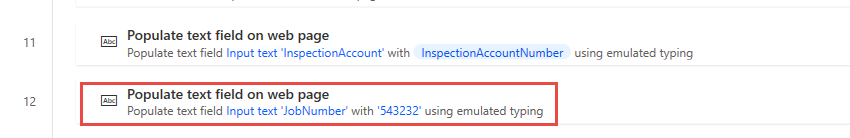 11
Abc
Populate text field on web page
Populate text field Input text 'InspectionAccount' with InspectionAccountNumber using emulated typing
12
Abc
Populate text field on web page
Populate text field Input text 'JobNumber' with '543232' using emulated typing